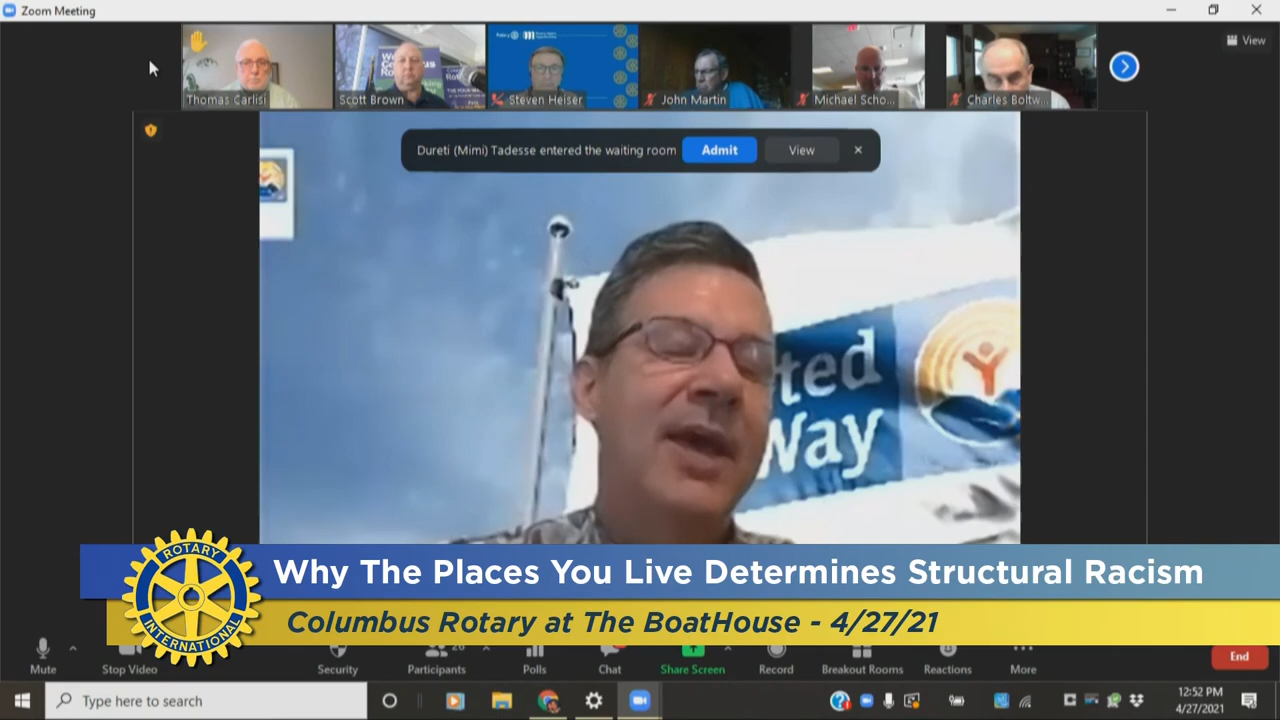 Zoom Meeting
View
Thomas Carlisi
Scott Brown
Steven Heiser
John Martin
Michael Scho...
Charles Boltw...
Dureti (Mimi) Tadesse entered the waiting room
Admit
View
ted
Way
ROTARY
INTERNATIONAL
Why The Places You Live Determines Structural Racism
Columbus Rotary at The BoatHouse - 4/27/21
Mute
Stop Video
Security
Participants
Polls
Chat
Share Screen
Record
Breakout Rooms
Reactions
More
End
Type here to search
12:52 PM
4/27/2021